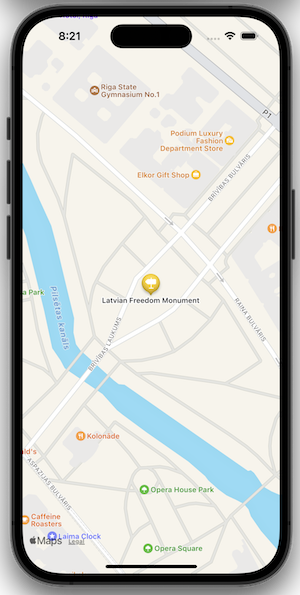 8:21
Riga State
Gymnasium No.1
P1
Podium Luxury
Fashion
Department Store
Elkor Gift Shop
BRĪVĪBAS BULVĀRIS
a Park
Pilsētas kanāls
Latvian Freedom Monument
BRĪVĪBAS LAUKUMS
RAIŅA BULVĀRIS
Kolonāde
ald's
ASPAZIJAS BULVĀRIS
Opera House Park
Caffeine
Roasters
Laima Clock
Maps
Legal
Opera Square